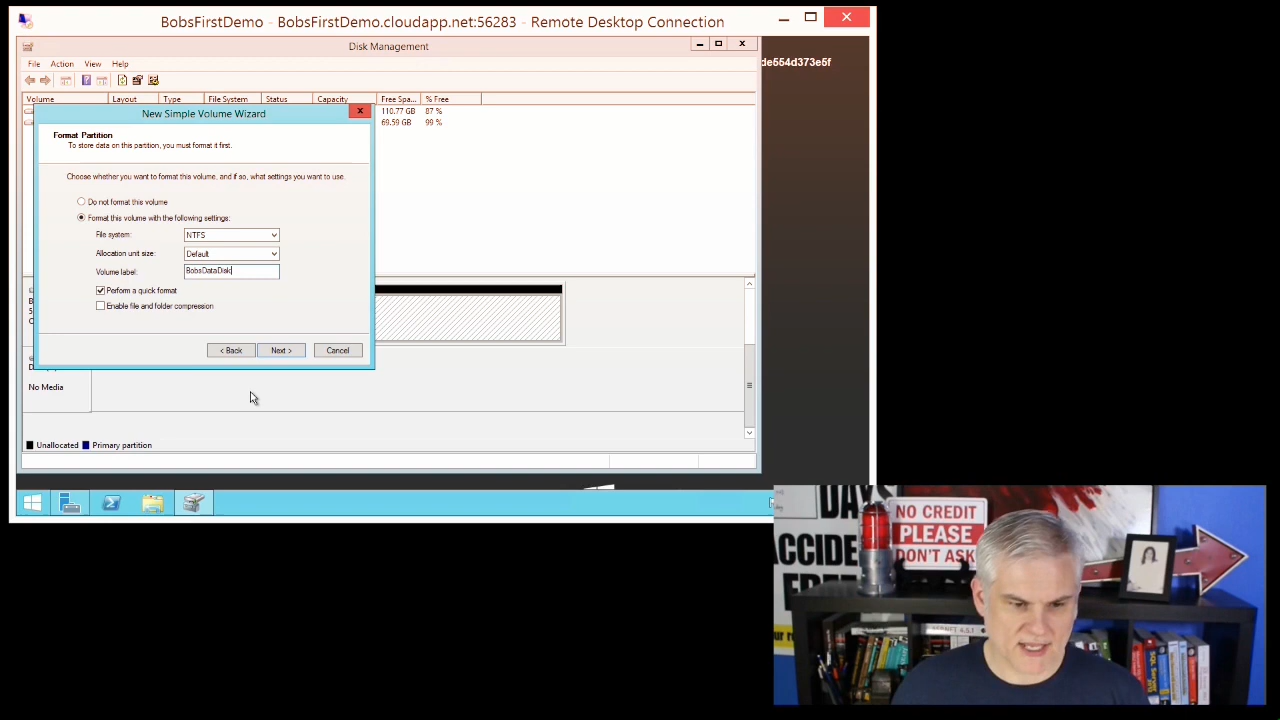 BobsFirstDemo - BobsFirstDemo.cloudapp.net:56283 - Remote Desktop Connection
Disk Management
de554d373e5f
File Action View Help
Volume Layout Type File System Status Capacity Free Spa... % Free
110.77 GB 87 %
69.59 GB 99 %
New Simple Volume Wizard
Format Partition
To store data on this partition, you must format it first.
Choose whether you want to format this volume, and if so, what settings you want to use.
Do not format this volume
Format this volume with the following settings:
File system: NTFS
Allocation unit size: Default
Volume label: BobsDataDisk
Perform a quick format
Enable file and folder compression
< Back Next > Cancel
No Media
Unallocated Primary partition
DAYS
ACCIDE
FREE
NO CREDIT
PLEASE
DON'T ASK